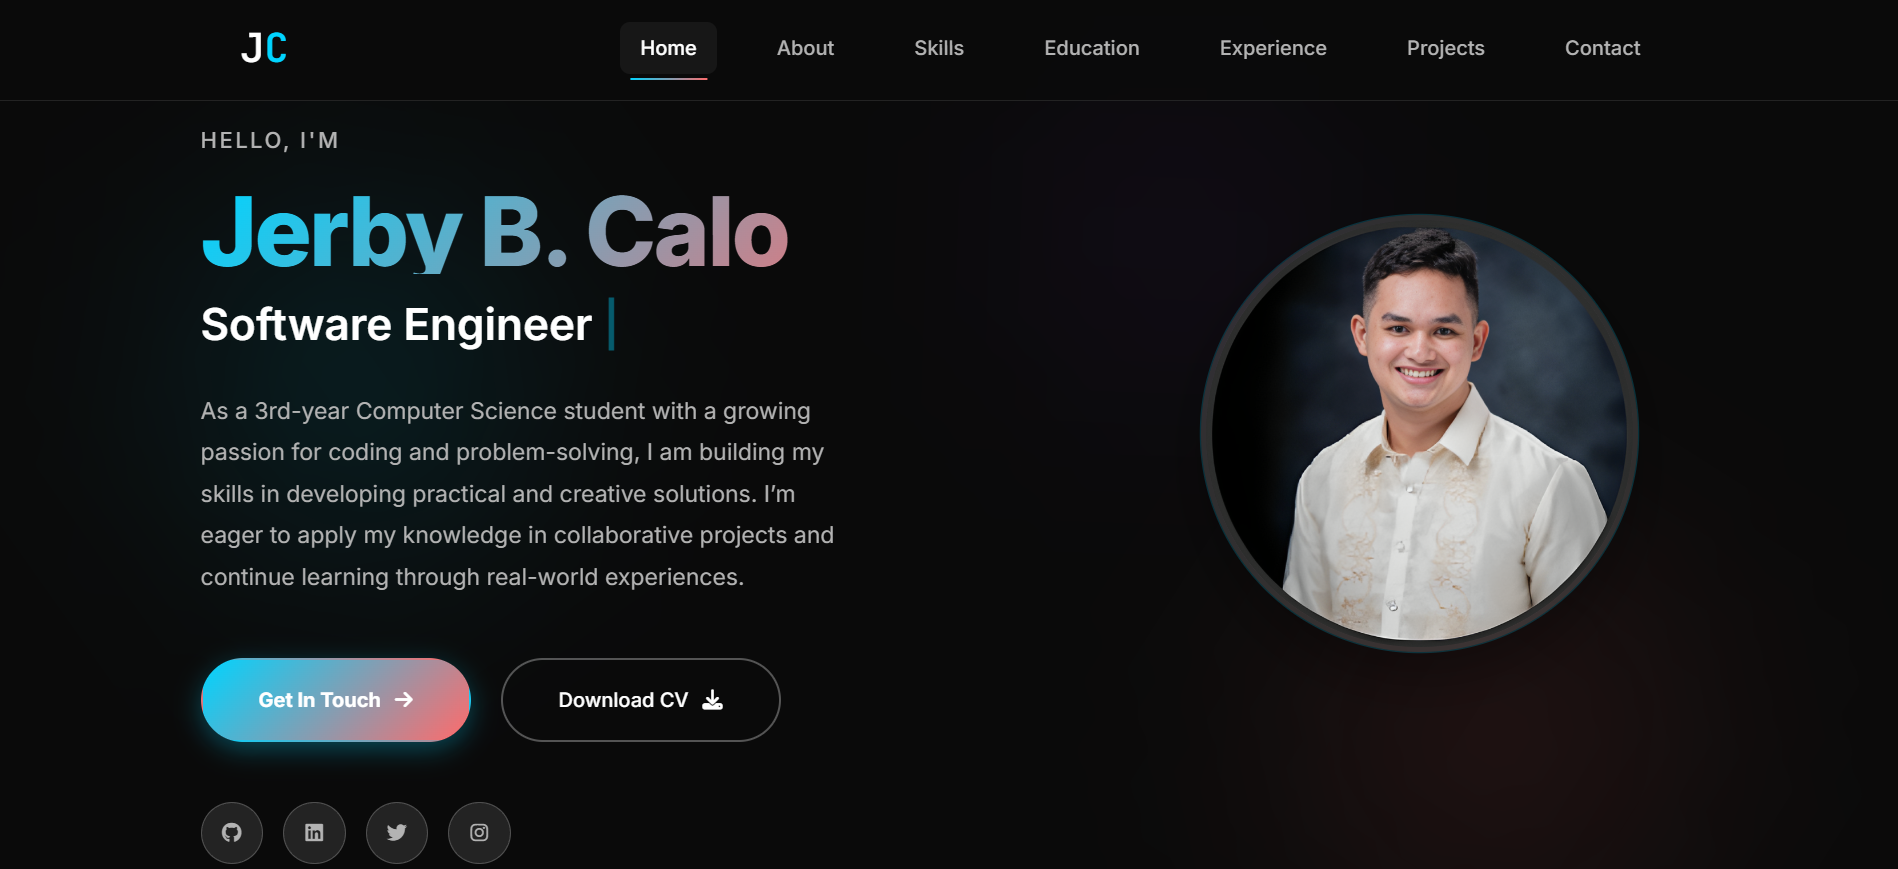 JC
Home
About
Skills
Education
Experience
Projects
Contact
HELLO, I'M
Jerby B. Calo
Software Engineer
As a 3rd-year Computer Science student with a growing
passion for coding and problem-solving, I am building my
skills in developing practical and creative solutions. I’m
eager to apply my knowledge in collaborative projects and
continue learning through real-world experiences.
Get In Touch
Download CV